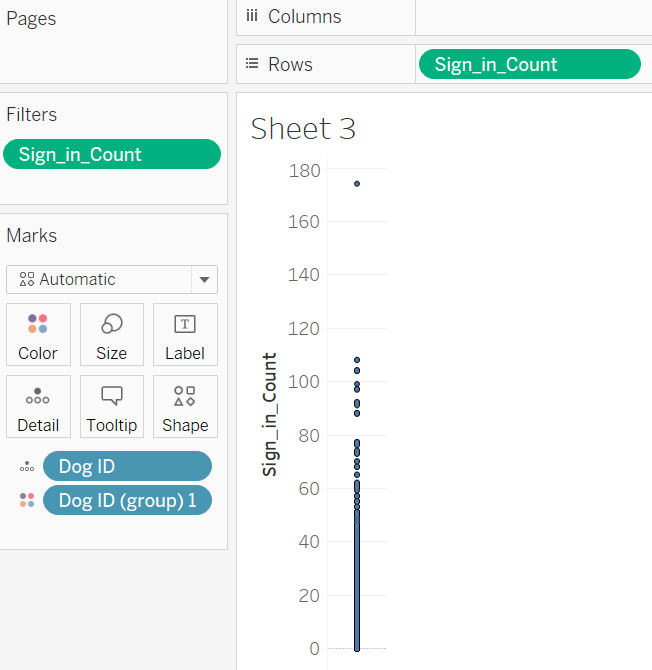 Pages
Columns
Rows
Sign_in_Count
Filters
Sign_in_Count
Sheet 3
Marks
Automatic
Color
Size
T
Label
Detail
Tooltip
Shape
Dog ID
Dog ID (group) 1
180
160
140
120
100
80
60
40
20
0
Sign_in_Count